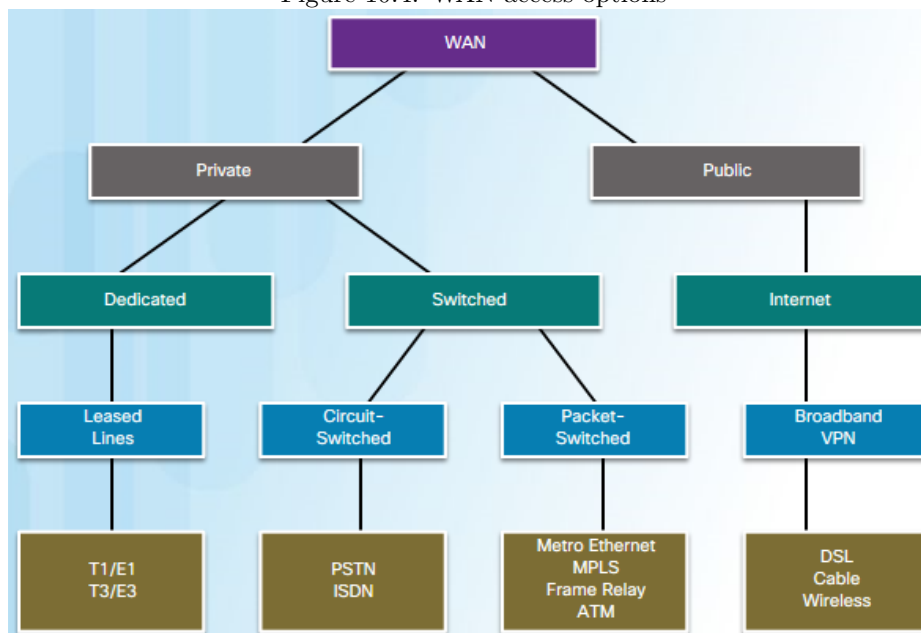 Figure 10.4: WAN access options
WAN
Private
Public
Dedicated
Switched
Internet
Leased
Lines
Circuit-
Switched
Packet-
Switched
Broadband
VPN
T1/E1
T3/E3
PSTN
ISDN
Metro Ethernet
MPLS
Frame Relay
ATM
DSL
Cable
Wireless